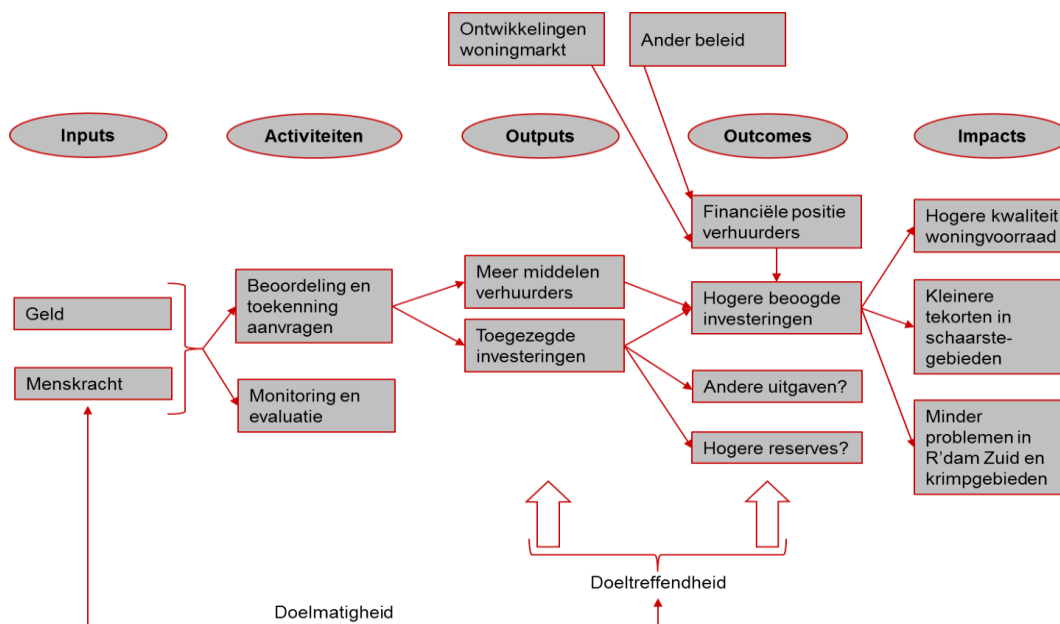 Ontwikkelingen
woningmarkt
Ander beleid
Inputs
Activiteiten
Outputs
Outcomes
Impacts
Geld
Menskracht
Beoordeling en
toekenning
aanvragen
Monitoring en
evaluatie
Meer middelen
verhuurders
Toegezegde
investeringen
Financiële positie
verhuurders
Hogere beoogde
investeringen
Andere uitgaven?
Hogere reserves?
Hogere kwaliteit
woningvoorraad
Kleinere
tekorten in
schaarste-
gebieden
Minder
problemen in
R'dam Zuid en
krimpgebieden
Doeltreffendheid
Doelmatigheid